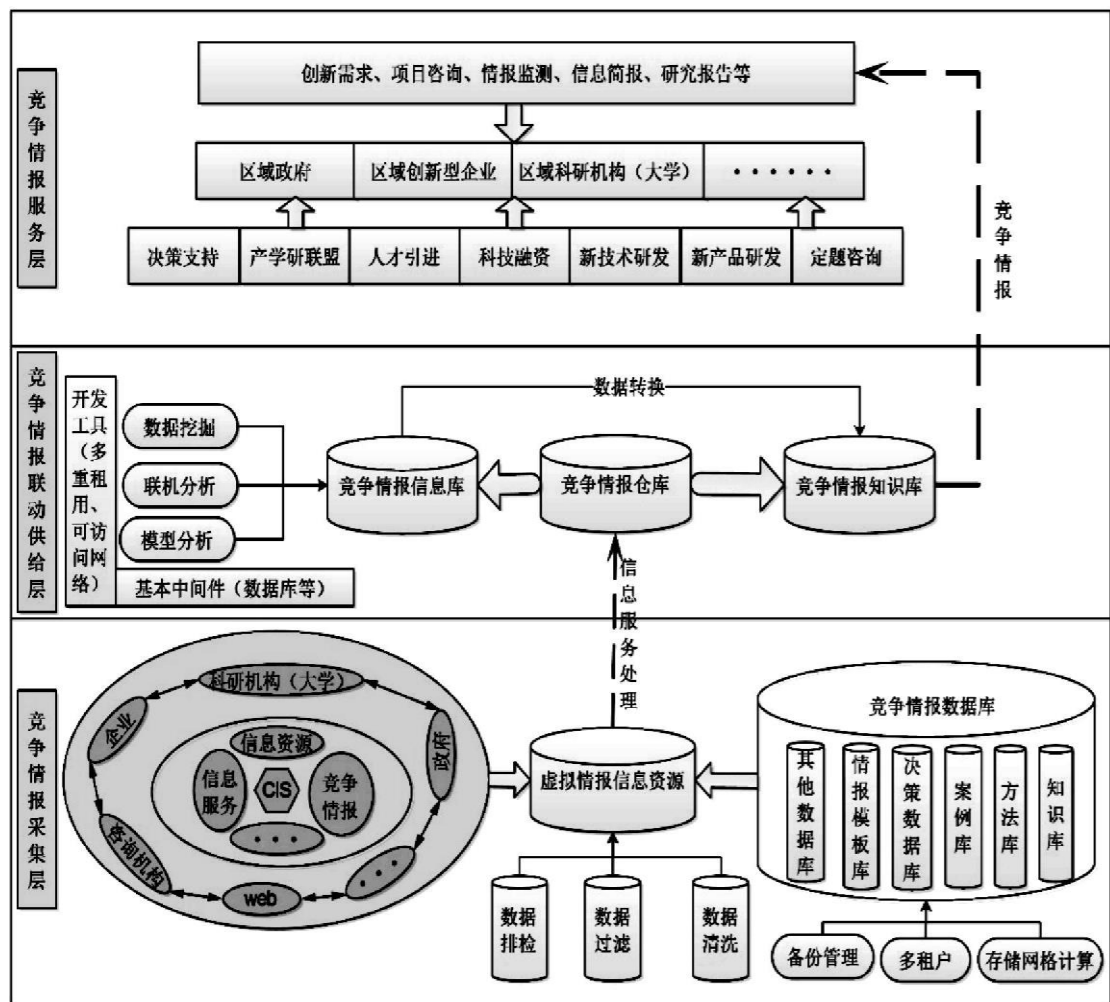 竞争情报服务层
创新需求、项目咨询、情报监测、信息简报、研究报告等
区域政府
区域创新型企业
区域科研机构（大学）
······
决策支持
产学研联盟
人才引进
科技融资
新技术研发
新产品研发
定题咨询
竞争情报
竞争情报联动供给层
开发工具（多重租用、可访问网络）
数据挖掘
联机分析
模型分析
基本中间件（数据库等）
数据转换
竞争情报信息库
竞争情报仓库
竞争情报知识库
信息服务处理
竞争情报采集层
科研机构（大学）
企业
政府
信息资源
信息
服务
CIS
竞争
情报
···
咨询机构
web
···
虚拟情报信息资源
数据
排检
数据
过滤
数据
清洗
竞争情报数据库
其他数据库
情报模板库
决策数据库
案例库
方法库
知识库
备份管理
多租户
存储网格计算